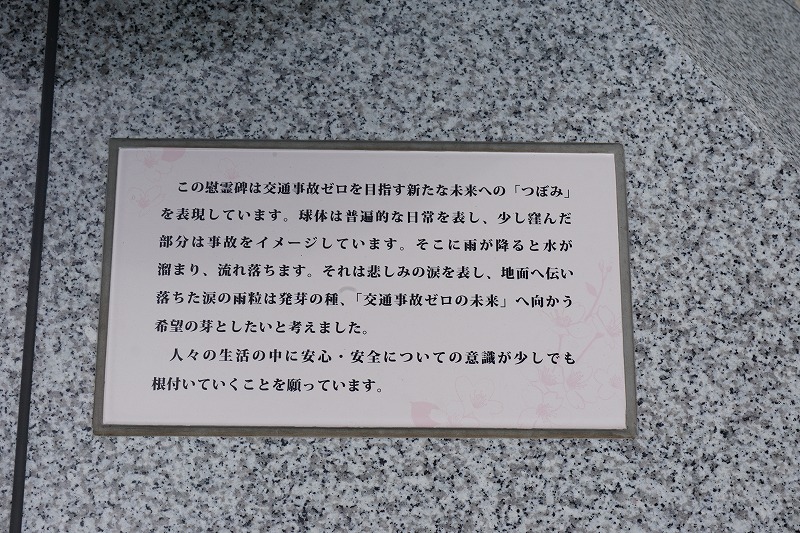 この慰霊碑は交通事故ゼロを目指す新たな未来への「つぼみ」
を表現しています。球体は普遍的な日常を表し、少し窪んだ
部分は事故をイメージしています。そこに雨が降ると水が
溜まり、流れ落ちます。それは悲しみの涙を表し、地面へ伝い
落ちた涙の雨粒は発芽の種、「交通事故ゼロの未来」へ向かう
希望の芽としたいと考えました。
人々の生活の中に安心・安全についての意識が少しでも
根付いていくことを願っています。